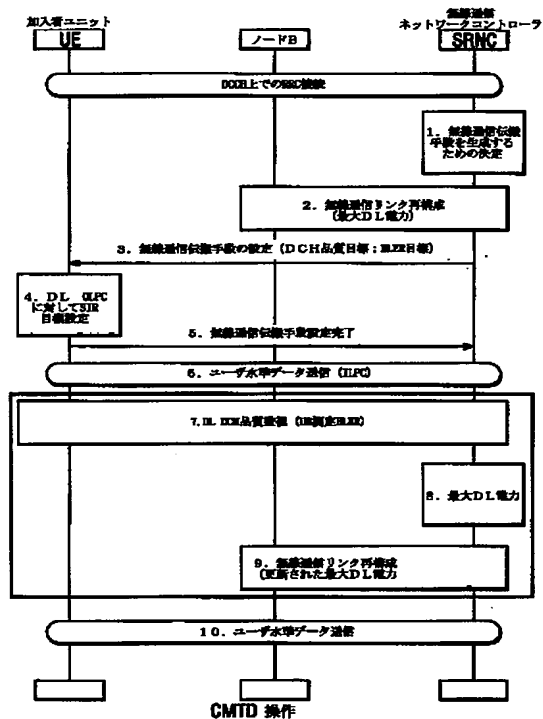 加入者ユニット
UE
ノードB
無線通信
ネットワークコントローラ
SRNC
DCCH上でのRRC接続
1. 無線通信伝搬
手段を生成する
ための決定
2. 無線通信リンク再構成
(最大DL電力)
3. 無線通信伝搬手段の設定 (DCH品質目標;BLER目標)
4. DL OLPC
に対してSIR
目標設定
5. 無線通信伝搬手段設定完了
6. ユーザ水準データ送信 (ILPC)
7.DL DCH品質 (UE測定BLER)
8. 最大DL電力
9. 無線通信リンク再構成
(更新された最大DL電力
10. ユーザ水準データ送信
CMTD 操作